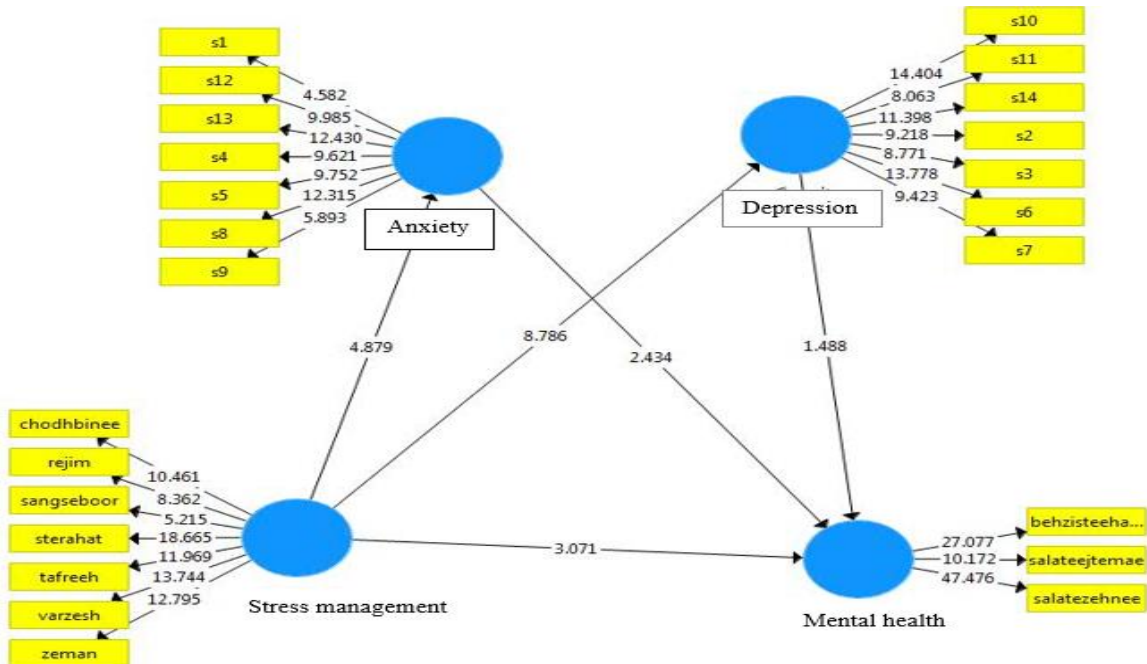 s1
s12
s13
s4
s5
s8
s9
4.582
9.985
12.430
9.621
9.752
12.315
5.893
Anxiety
s10
s11
s14
s2
s3
s6
s7
14.404
8.063
11.398
9.218
8.771
13.778
9.423
Depression
4.879
8.786
2.434
1.488
3.071
chodhbinee
rejim
sangseboor
sterahat
tafreeh
varzesh
zeman
10.461
8.362
5.215
18.665
11.969
13.744
12.795
Stress management
behzisteeha...
salateejtemae
salatezehnee
27.077
10.172
47.476
Mental health